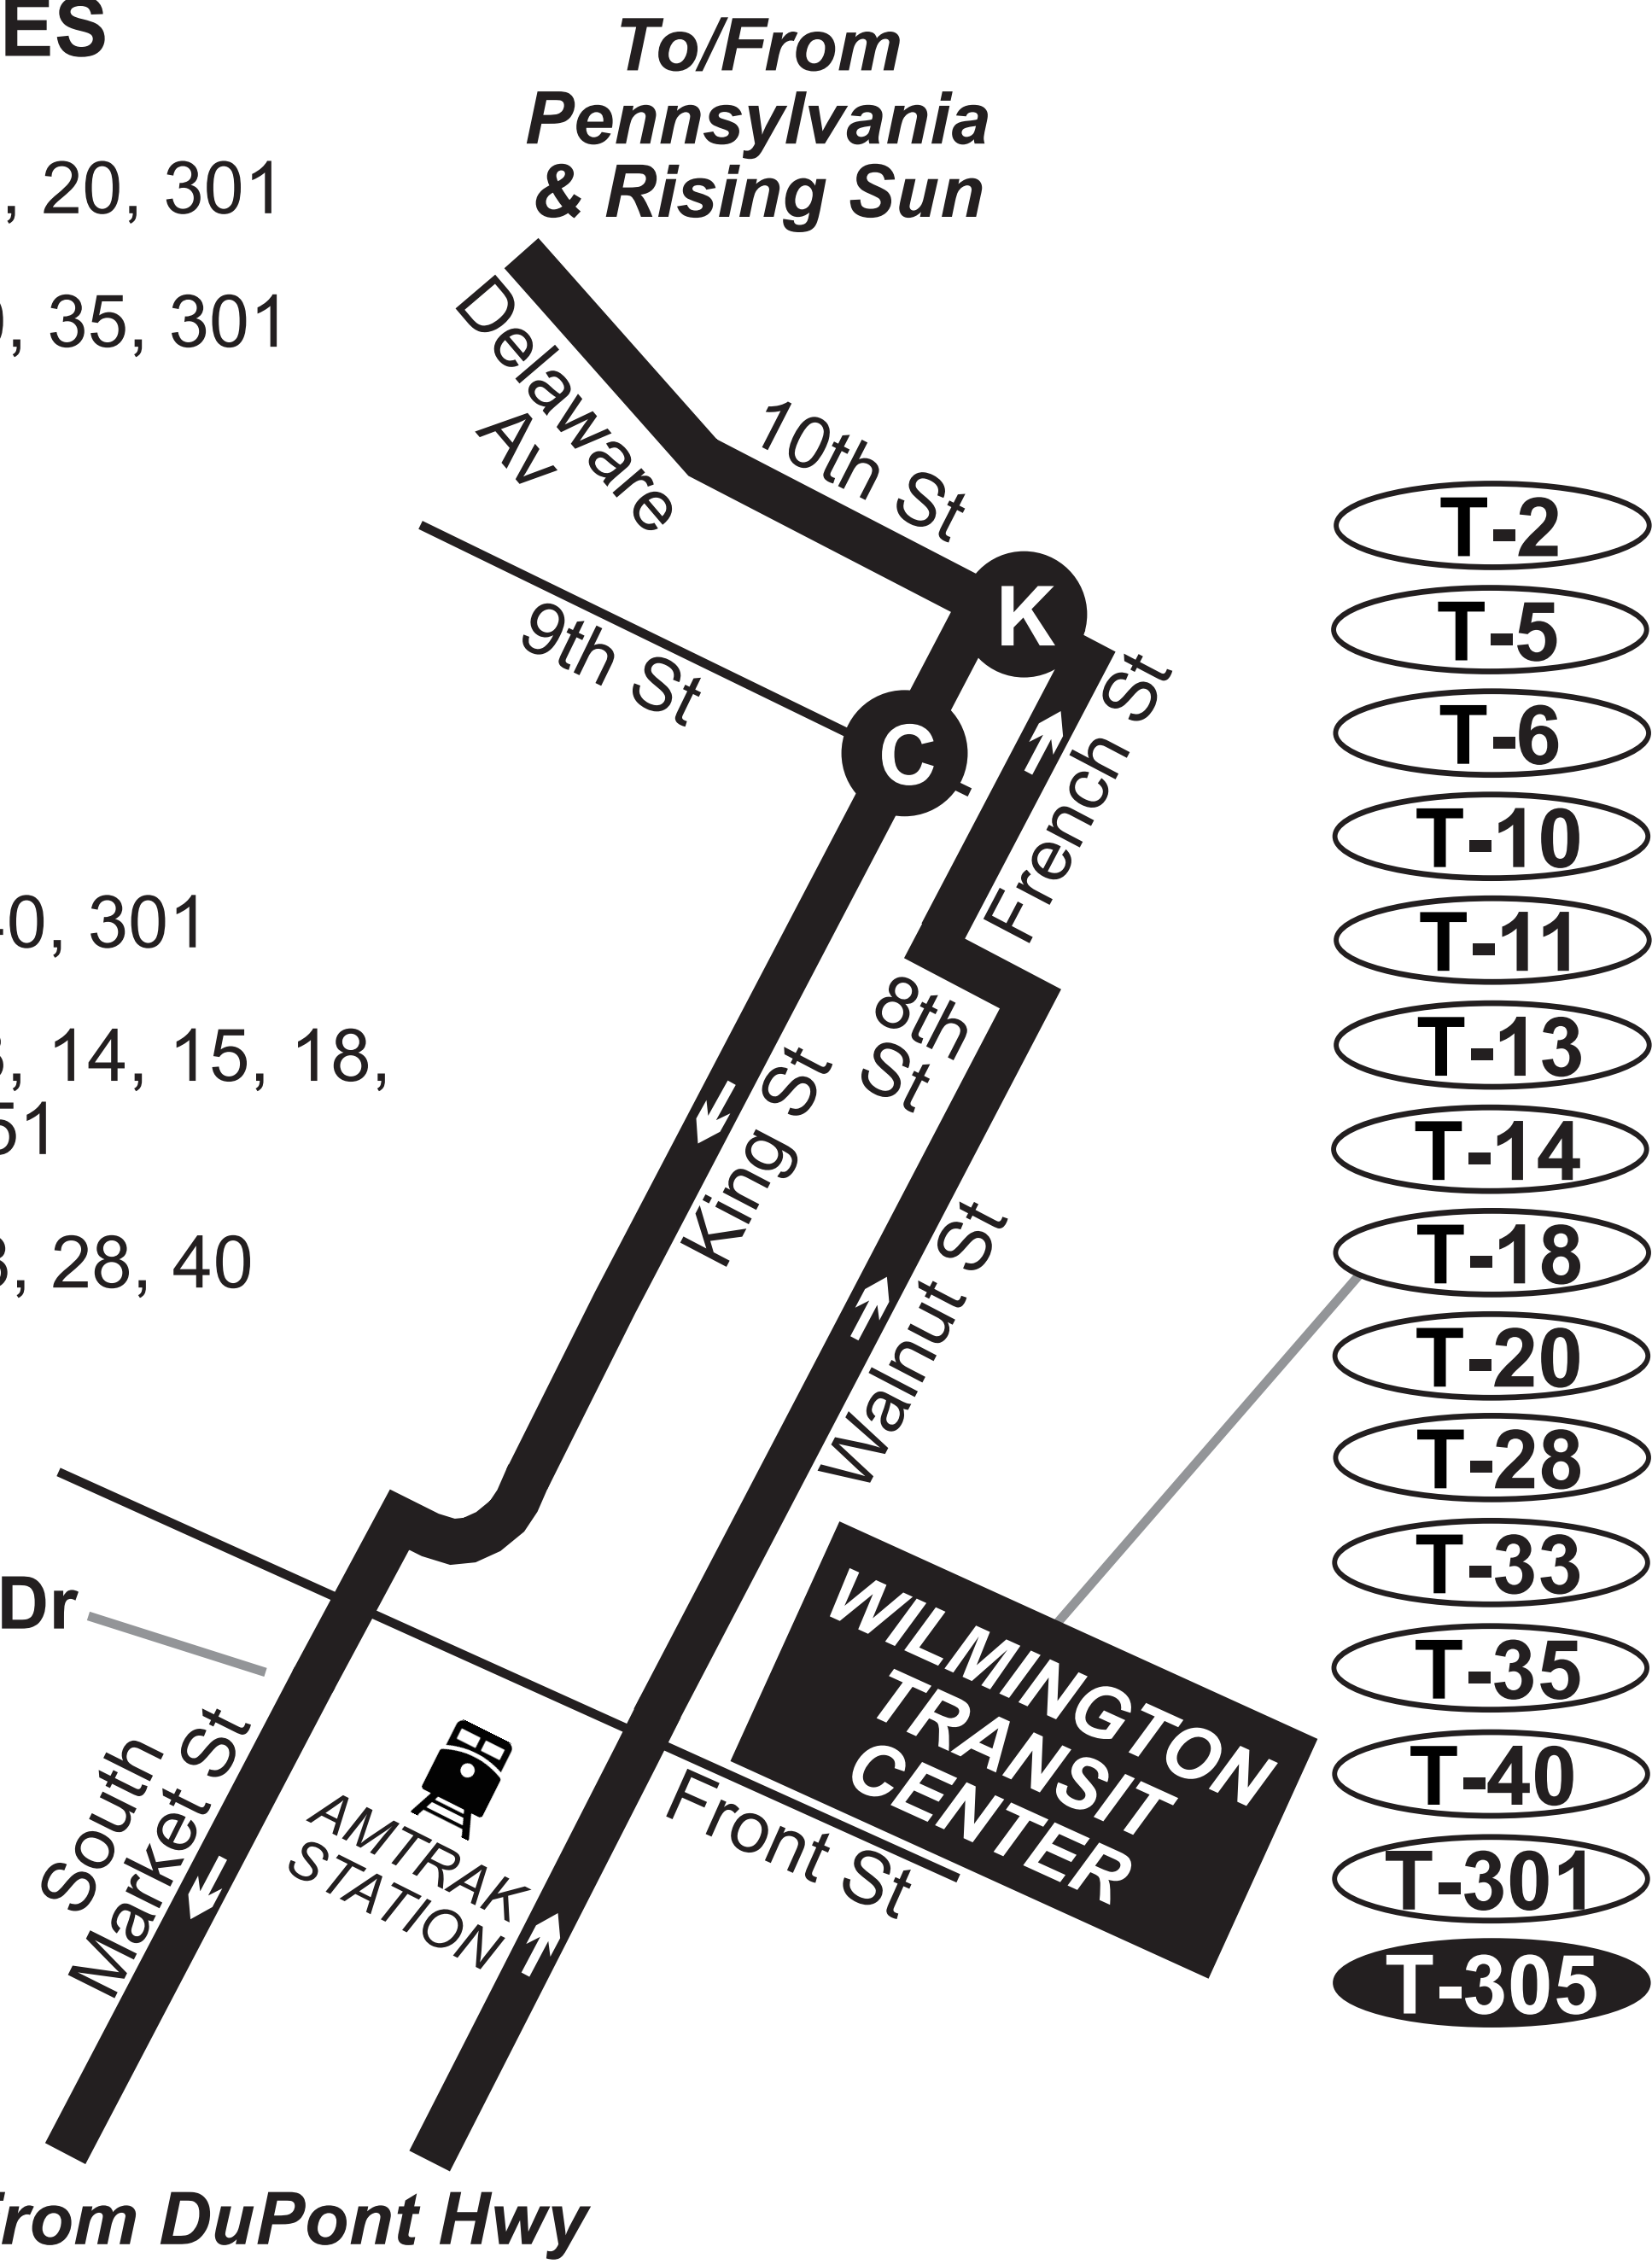 ES
To/From
Pennsylvania
& Rising Sun
, 20, 301
, 35, 301
Delaware
Av
10th St
9th St
K
C
French St
8th
St
King St
Walnut St
40, 301
, 14, 15, 18,
51
, 28, 40
Dr
South
Market St
AMTRAK
STATION
Front St
WILMINGTON
TRANSIT
CENTER
T-2
T-5
T-6
T-10
T-11
T-13
T-14
T-18
T-20
T-28
T-33
T-35
T-40
T-301
T-305
rom DuPont Hwy